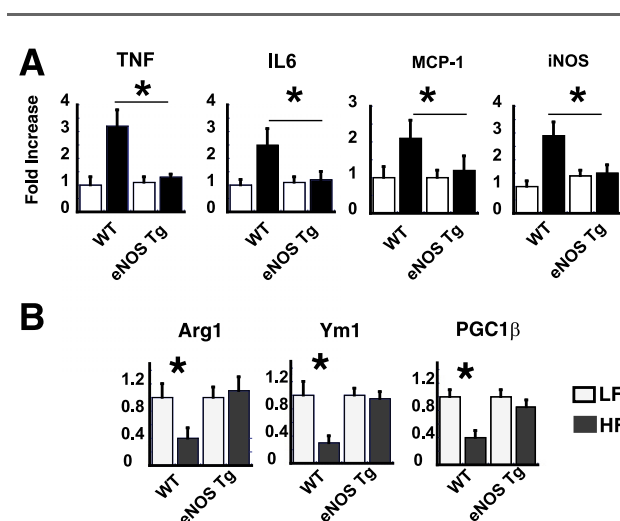 A
TNF
IL6
MCP-1
iNOS
*
*
*
*
Fold Increase
4
3
2
1
0
4
3
2
1
0
3
2
1
0
4
3
2
1
0
WT
eNOS Tg
WT
eNOS Tg
WT
eNOS Tg
WT
eNOS Tg
B
Arg1
Ym1
PGC1β
*
*
*
1.2
0.8
0.4
0
1.2
0.8
0.4
0
1.2
0.8
0.4
0
LF
HF
WT
eNOS Tg
WT
eNOS Tg
WT
eNOS Tg